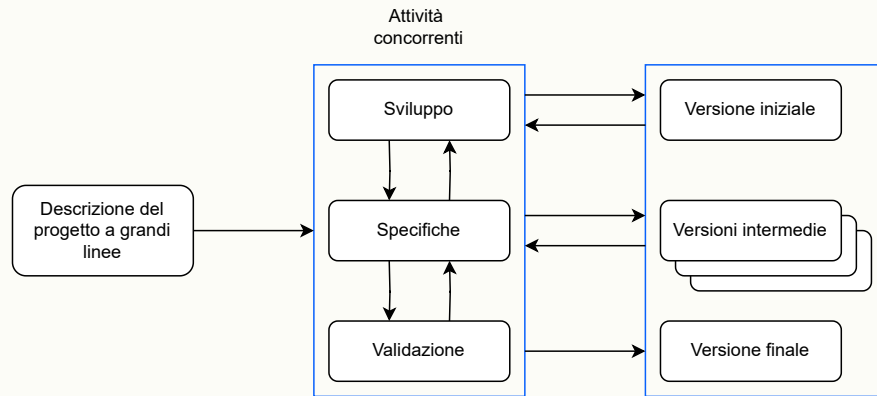 Attività
concorrenti
Sviluppo
Versione iniziale
Descrizione del
progetto a grandi
linee
Specifiche
Versioni intermedie
Validazione
Versione finale